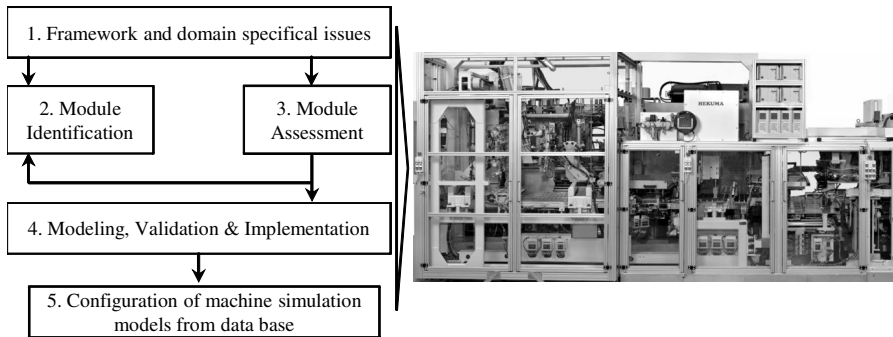 1. Framework and domain specifical issues
2. Module
Identification
3. Module
Assessment
4. Modeling, Validation & Implementation
5. Configuration of machine simulation
models from data base
HEKUMA